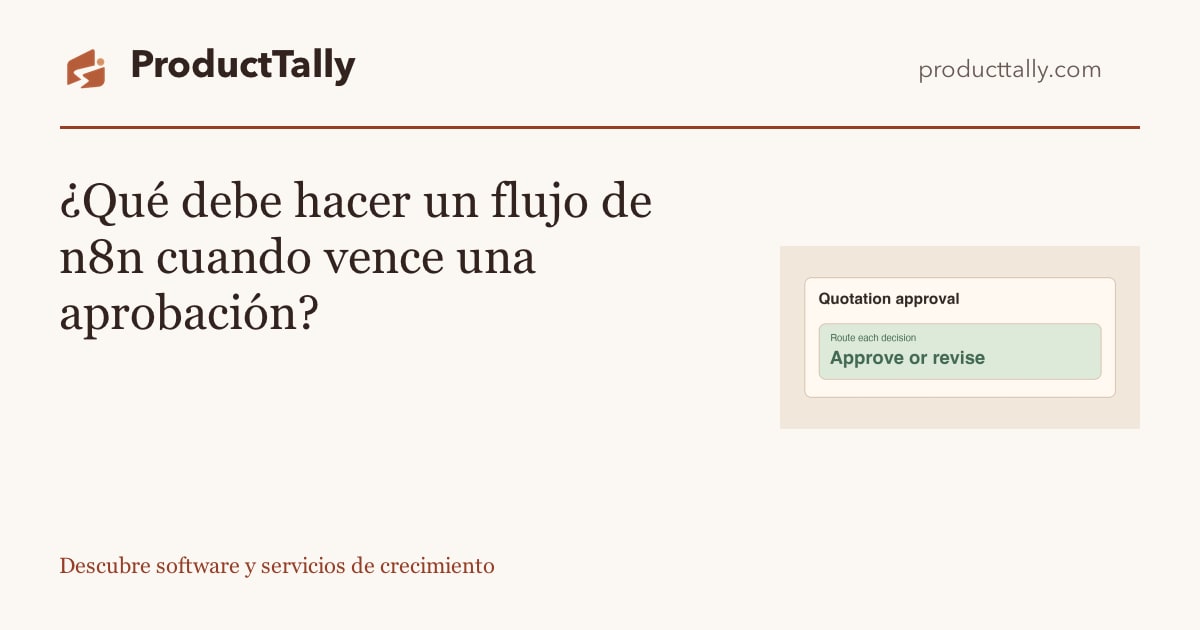 ProductTally
producttally.com
¿Qué debe hacer un flujo de
n8n cuando vence una
aprobación?
Quotation approval
Route each decision
Approve or revise
Descubre software y servicios de crecimiento